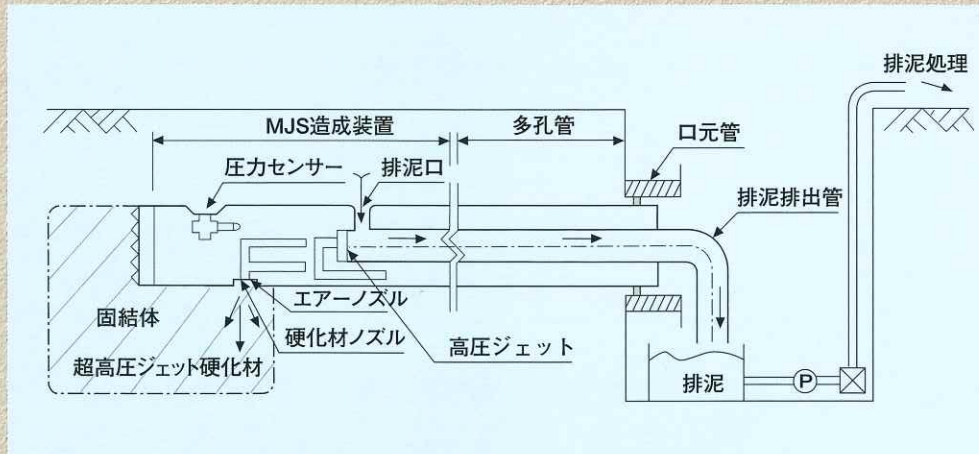 排泥処理
MJS造成装置
多孔管
口元管
圧力センサー
排泥口
排泥排出管
エアーノズル
固結体
硬化材ノズル
高圧ジェット
超高圧ジェット硬化材
排泥
P